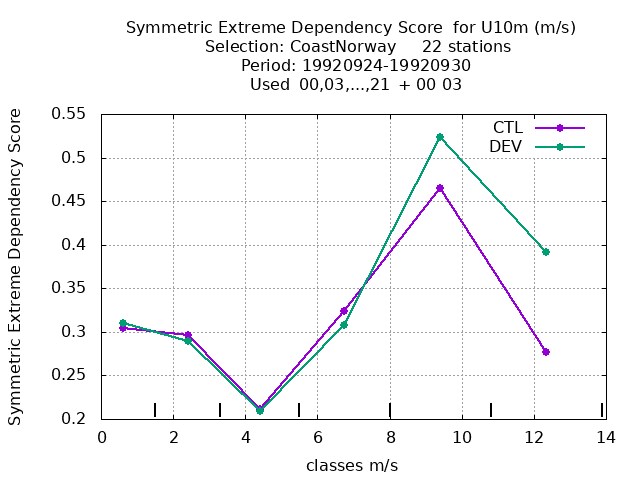 Symmetric Extreme Dependency Score  for U10m (m/s)
Selection: CoastNorway     22 stations
Period: 19920924-19920930
Used  00,03,...,21  + 00 03
Symmetric Extreme Dependency Score
0.55
0.5
0.45
0.4
0.35
0.3
0.25
0.2
CTL
DEV
0 2 4 6 8 10 12 14
classes m/s